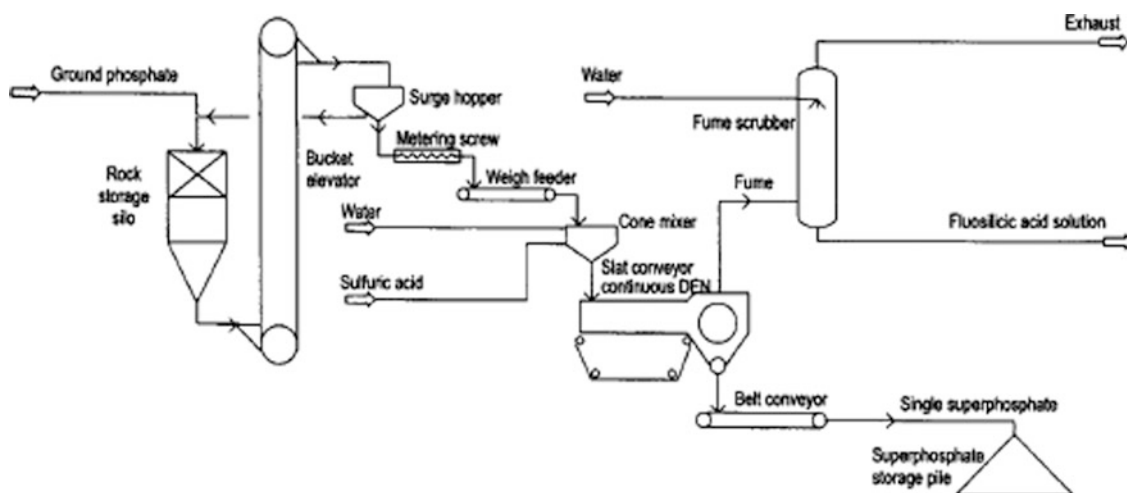 Exhaust
Ground phosphate
Water
Surge hopper
Fume scrubber
Metering screw
Rock
storage
silo
Bucket
elevator
Weigh feeder
Fume
Water
Cone mixer
Fluosilicic acid solution
Sulfuric acid
Slat conveyor
continuous DEN
Belt conveyor
Single superphosphate
Superphosphate
storage pile